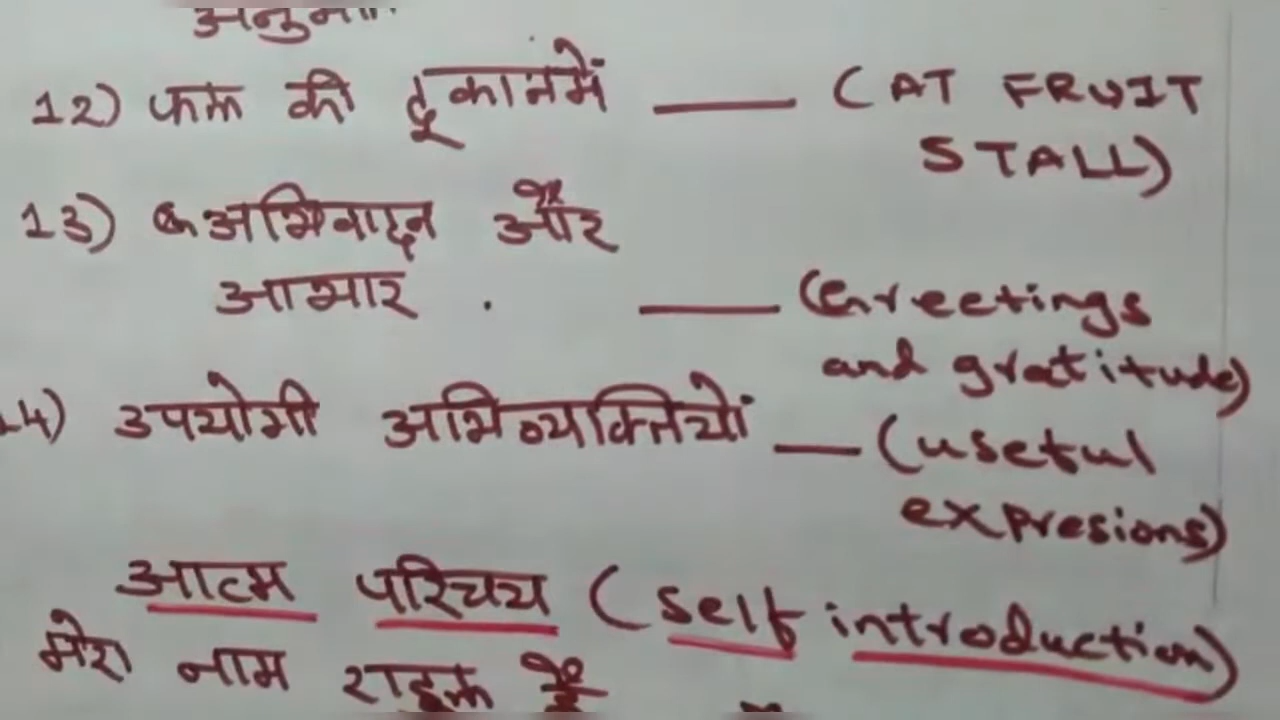 12) फल की दूकानमें —— (AT FRUIT
STALL)
13) अभिवादन और
आभार . —— (Greetings
and gratitude)
14) उपयोगी अभिव्यक्तियों —— (useful
expresions)
आत्म परिचय (self introduction)
मेरा नाम राहुल है